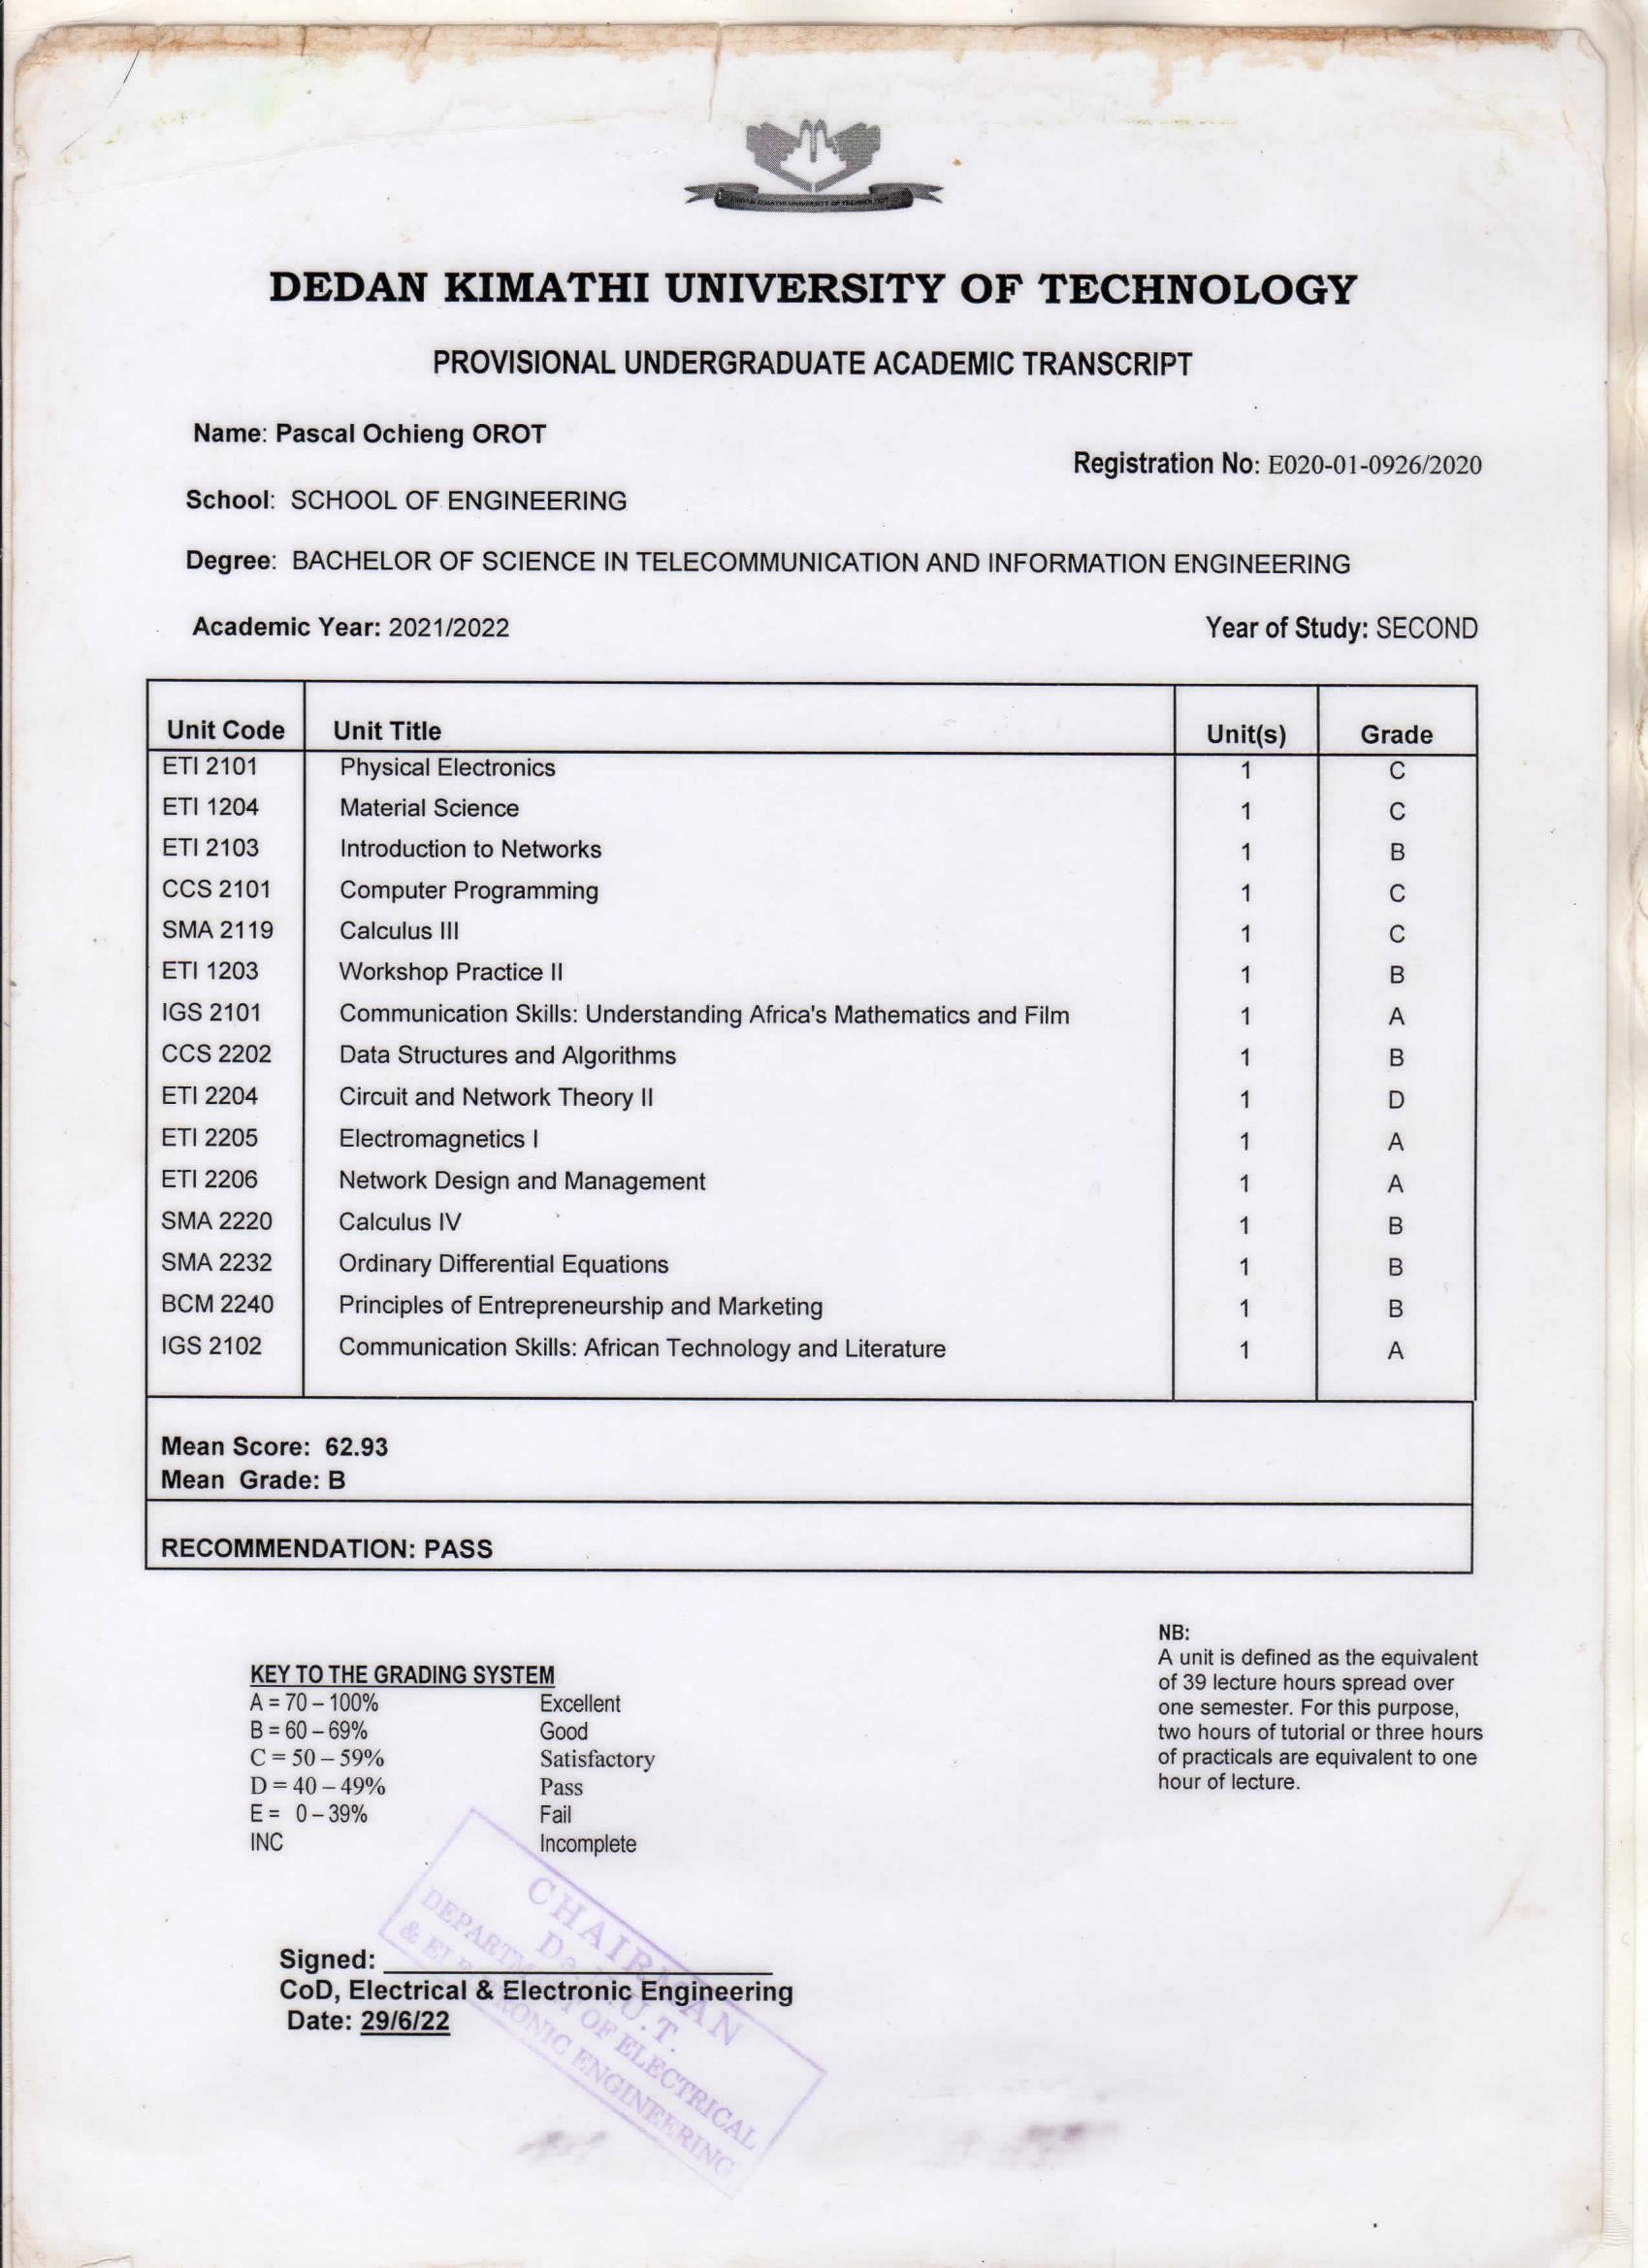 DEDAN KIMATHI UNIVERSITY OF TECHNOLOGY
DEDAN KIMATHI UNIVERSITY OF TECHNOLOGY
PROVISIONAL UNDERGRADUATE ACADEMIC TRANSCRIPT
Name: Pascal Ochieng OROT
Registration No: E020-01-0926/2020
School: SCHOOL OF ENGINEERING
Degree: BACHELOR OF SCIENCE IN TELECOMMUNICATION AND INFORMATION ENGINEERING
Academic Year: 2021/2022 Year of Study: SECOND
Unit Code Unit Title Unit(s) Grade
ETI 2101 Physical Electronics 1 C
ETI 1204 Material Science 1 C
ETI 2103 Introduction to Networks 1 B
CCS 2101 Computer Programming 1 C
SMA 2119 Calculus III 1 C
ETI 1203 Workshop Practice II 1 B
IGS 2101 Communication Skills: Understanding Africa's Mathematics and Film 1 A
CCS 2202 Data Structures and Algorithms 1 B
ETI 2204 Circuit and Network Theory II 1 D
ETI 2205 Electromagnetics I 1 A
ETI 2206 Network Design and Management 1 A
SMA 2220 Calculus IV 1 B
SMA 2232 Ordinary Differential Equations 1 B
BCM 2240 Principles of Entrepreneurship and Marketing 1 B
IGS 2102 Communication Skills: African Technology and Literature 1 A
Mean Score: 62.93
Mean Grade: B
RECOMMENDATION: PASS
KEY TO THE GRADING SYSTEM
A = 70 – 100% Excellent
B = 60 – 69% Good
C = 50 – 59% Satisfactory
D = 40 – 49% Pass
E = 0 – 39% Fail
INC Incomplete
NB:
A unit is defined as the equivalent
of 39 lecture hours spread over
one semester. For this purpose,
two hours of tutorial or three hours
of practicals are equivalent to one
hour of lecture.
Signed:
CoD, Electrical & Electronic Engineering
Date: 29/6/22
CHAIRMAN
De.K.U.T.
DEPARTMENT OF ELECTRICAL
& ELECTRONIC ENGINEERING